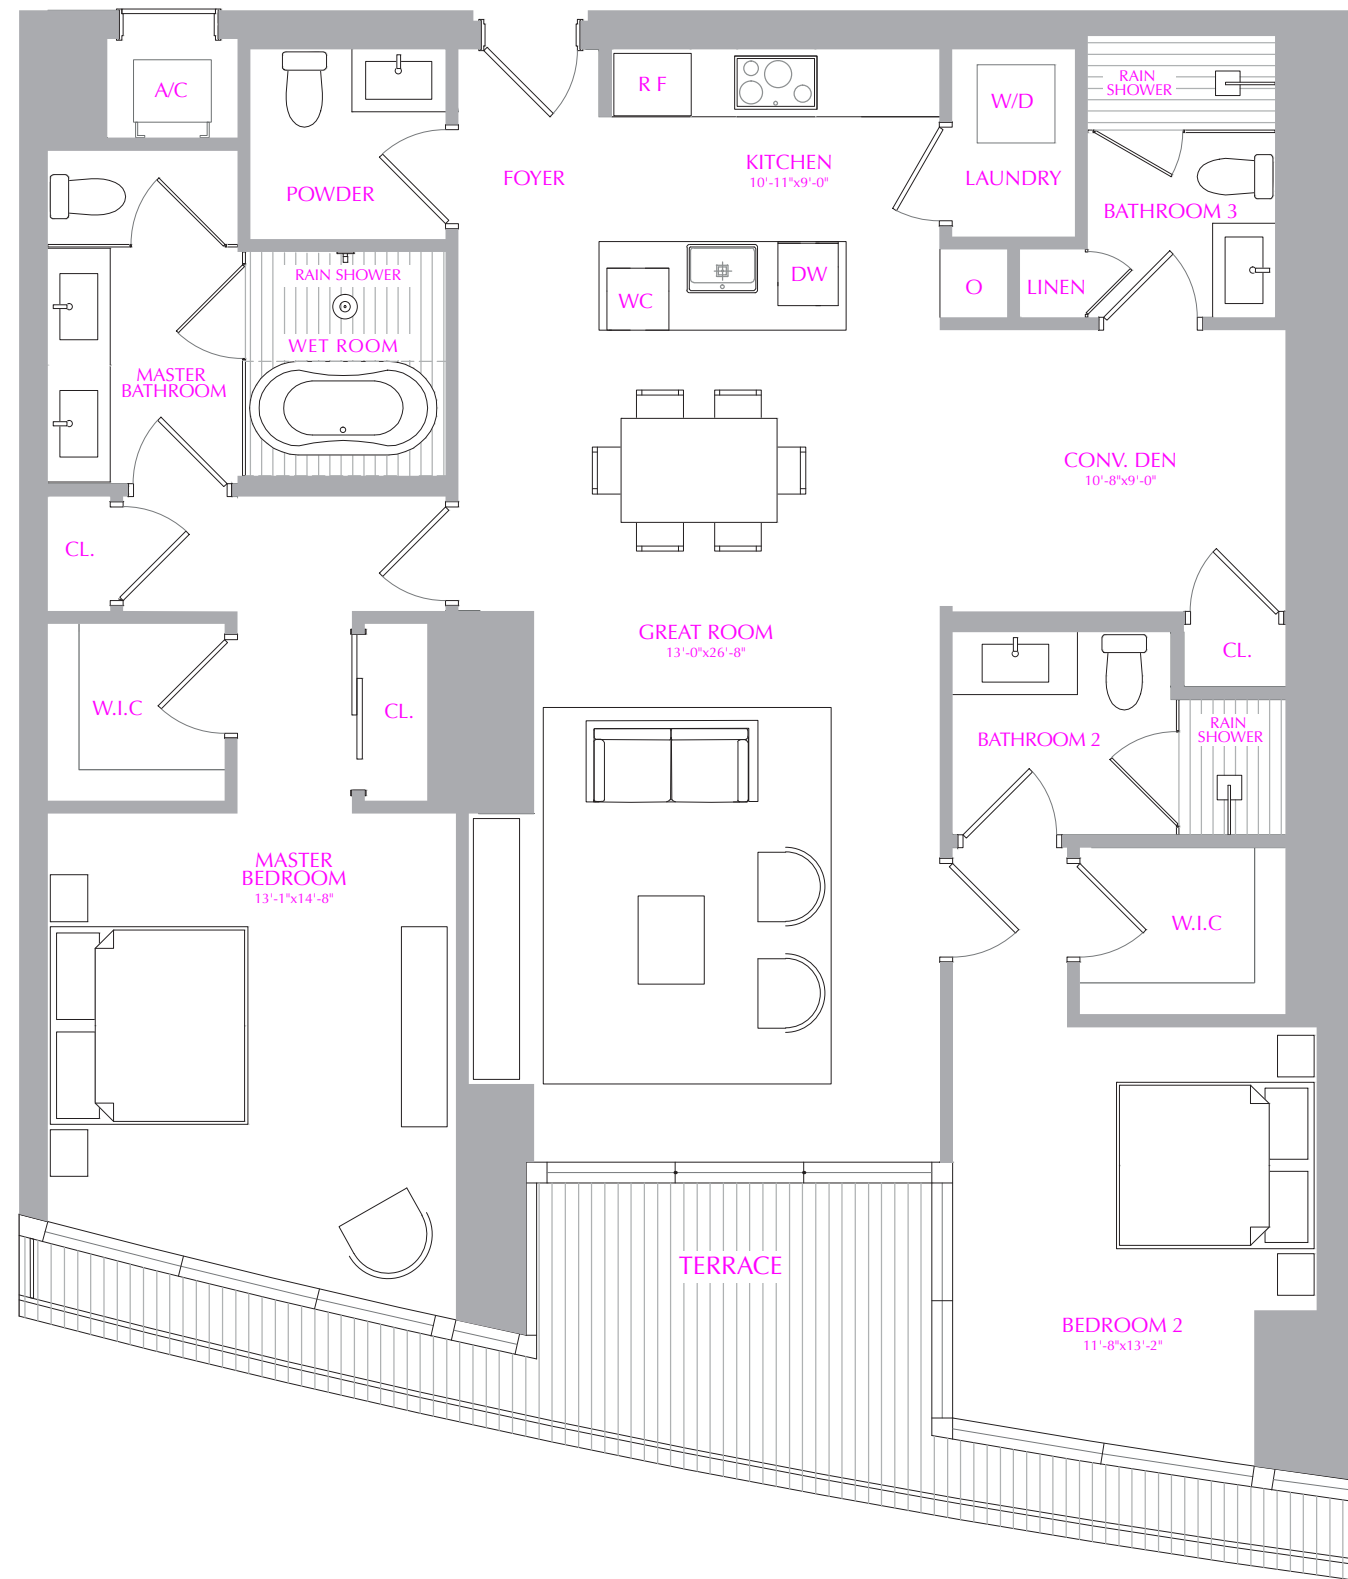 A/C
R F
W/D
RAIN
SHOWER
POWDER
FOYER
KITCHEN
10'-11"x9'-0"
LAUNDRY
BATHROOM 3
RAIN SHOWER
WET ROOM
WC
DW
O
LINEN
MASTER
BATHROOM
CONV. DEN
10'-8"x9'-0"
CL.
GREAT ROOM
13'-0"x26'-8"
CL.
W.I.C
CL.
BATHROOM 2
RAIN
SHOWER
MASTER
BEDROOM
13'-1"x14'-8"
W.I.C
TERRACE
BEDROOM 2
11'-8"x13'-2"